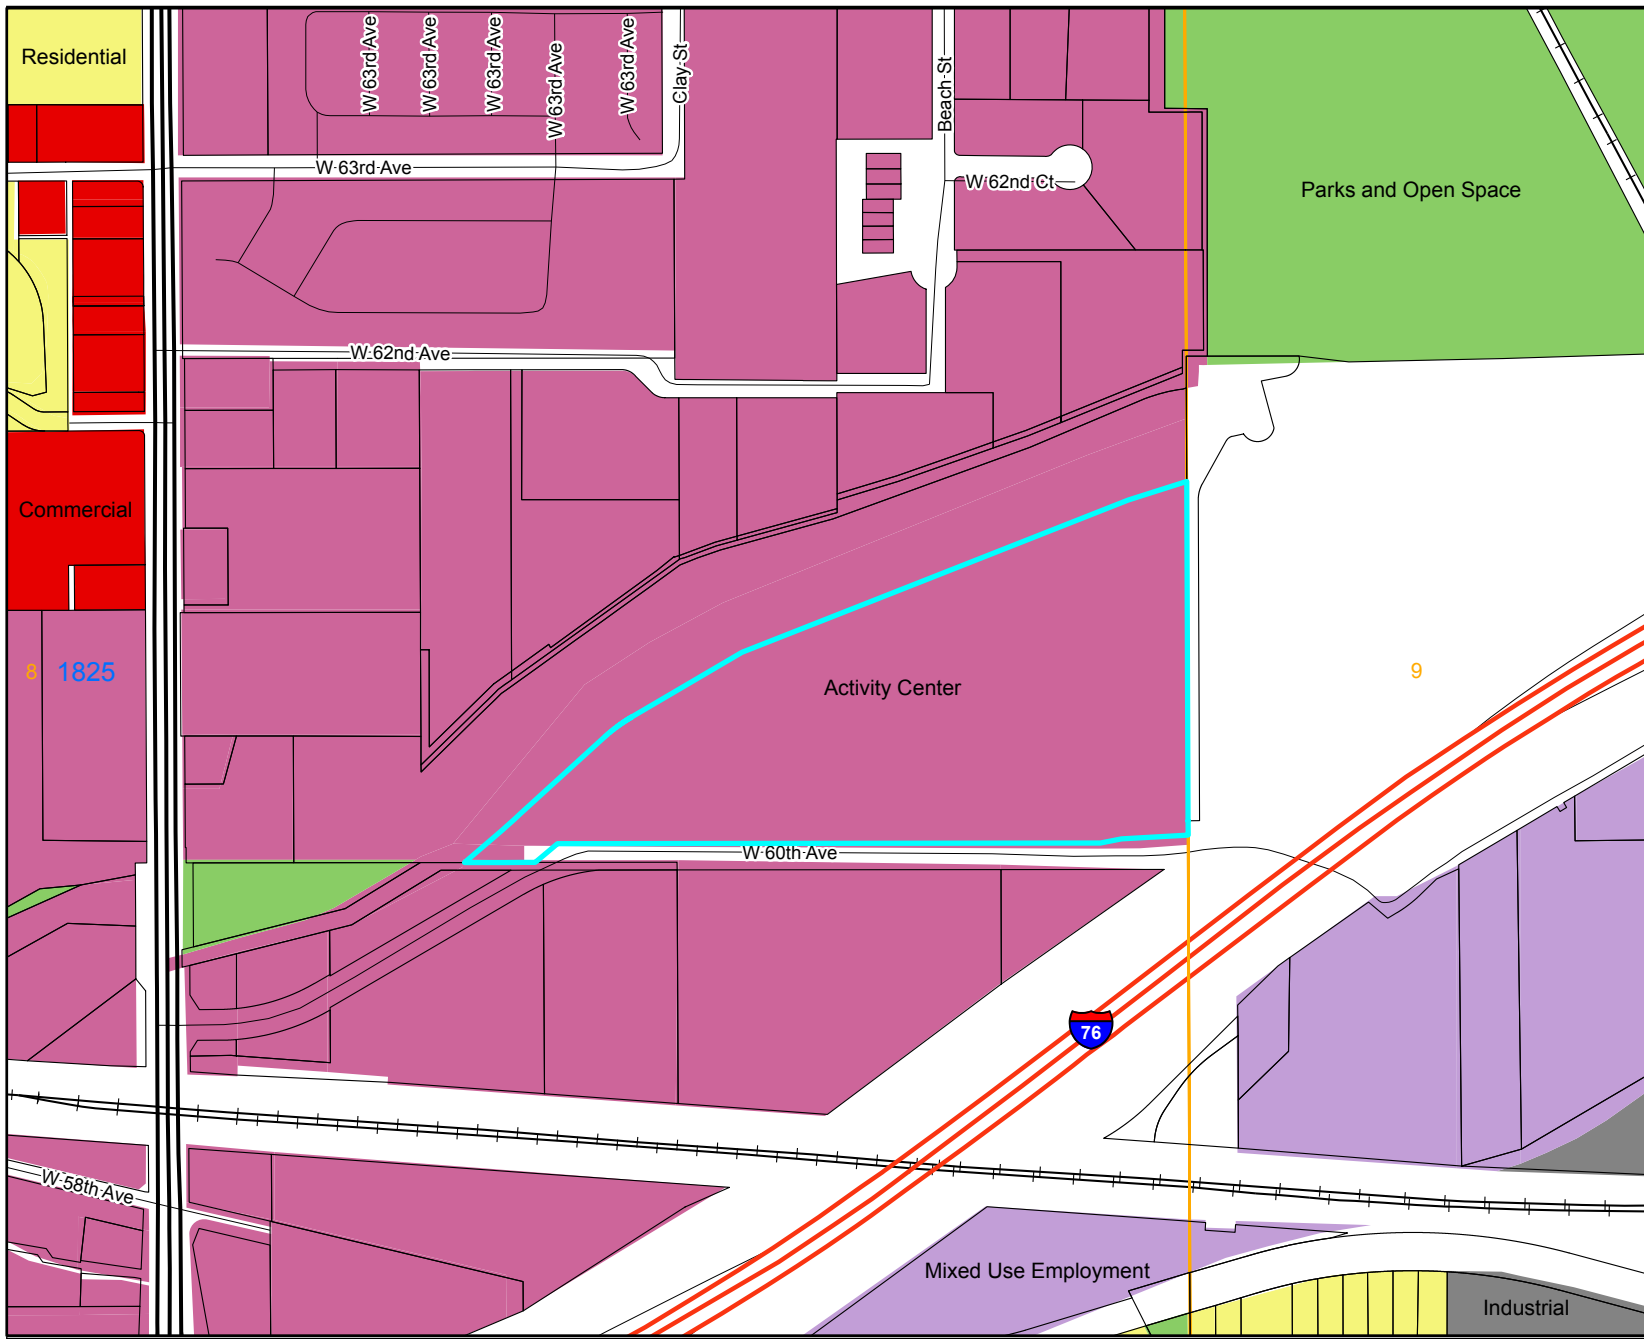 Residential
W 63rd Ave
W 63rd Ave
W 63rd Ave
W 63rd Ave
W 63rd Ave
Clay St
Beach St
W 63rd Ave
W 62nd Ct
Parks and Open Space
W 62nd Ave
Commercial
8
1825
Activity Center
9
W 60th Ave
76
W 58th Ave
Mixed Use Employment
Industrial